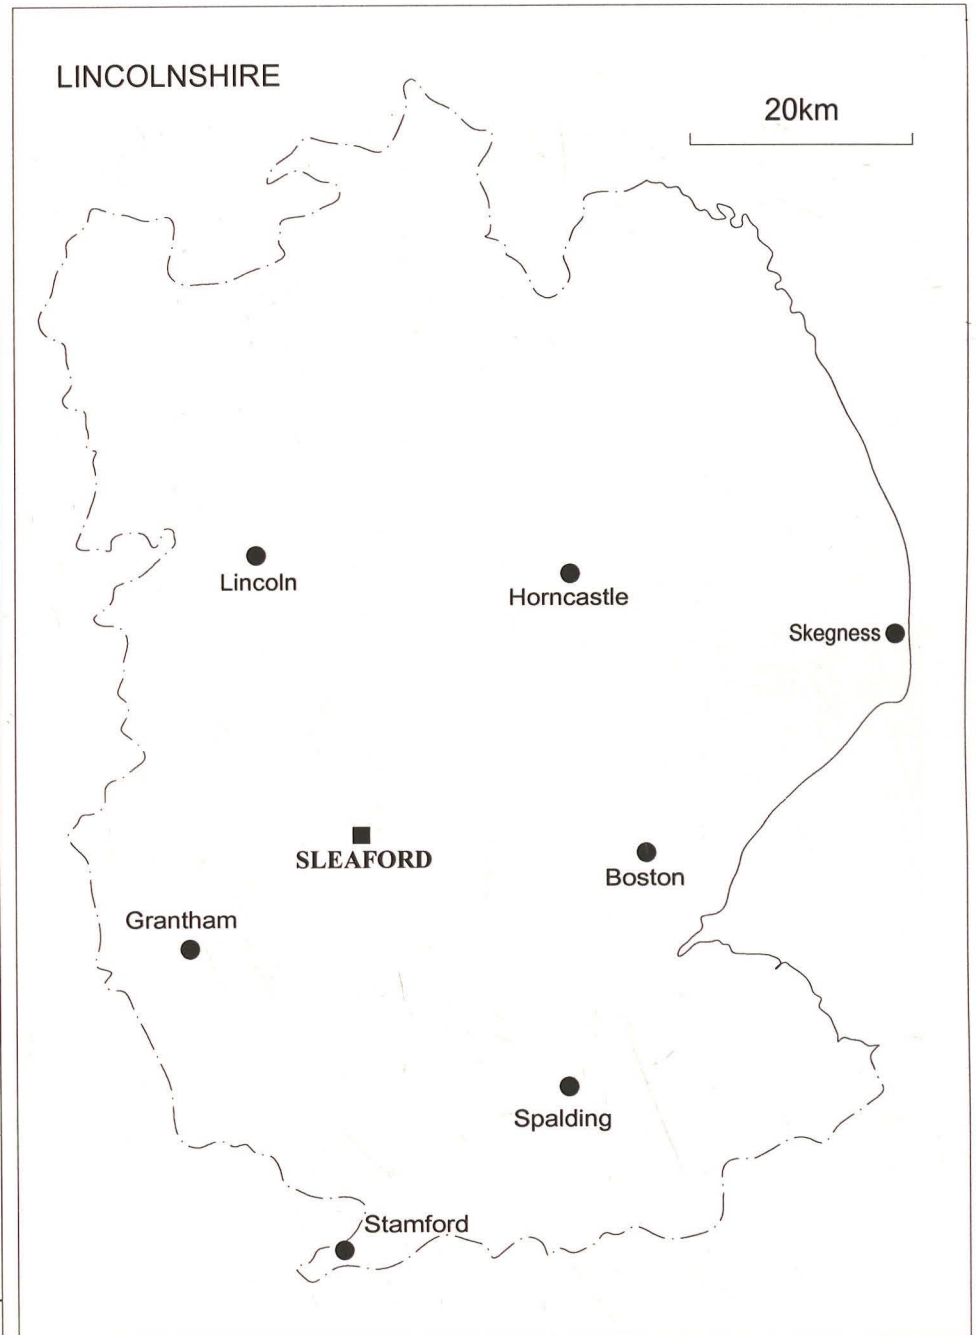 LINCOLNSHIRE
20km
Lincoln
Horncastle
Skegness
SLEAFORD
Boston
Grantham
Spalding
Stamford